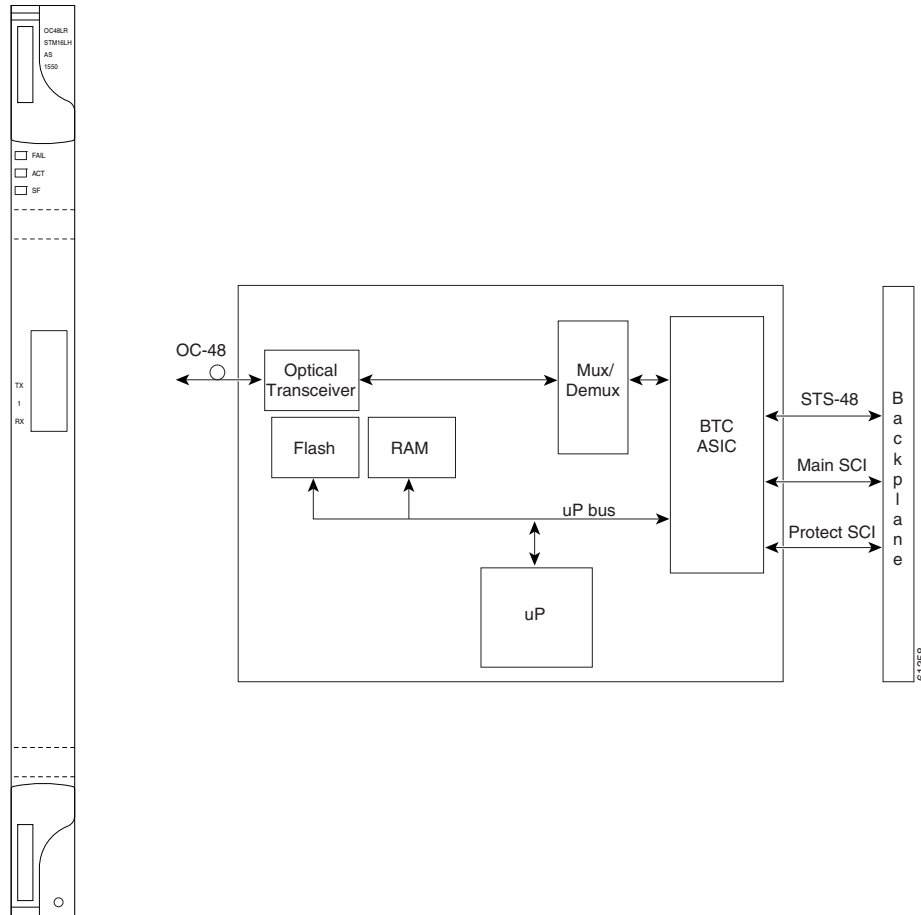 OC48LR
STM16LH
AS
1550
FAIL
ACT
SF
TX
1
RX
OC-48
Optical
Transceiver
Mux/
Demux
BTC
ASIC
Flash
RAM
uP bus
uP
STS-48
Main SCI
Protect SCI
Backplane